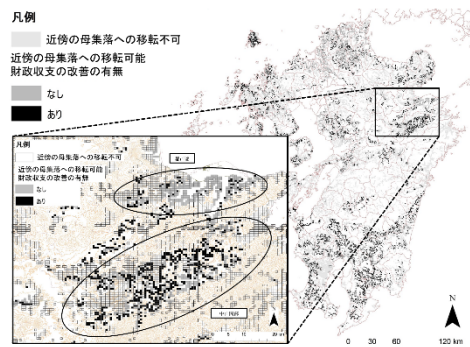 凡例
近傍の母集落への移転不可
近傍の母集落への移転可能
財政収支の改善の有無
なし
あり
凡例
近傍の母集落への移転不可
近傍の母集落への移転可能
財政収支の改善の有無
なし
あり
N
0 30 60 120 km